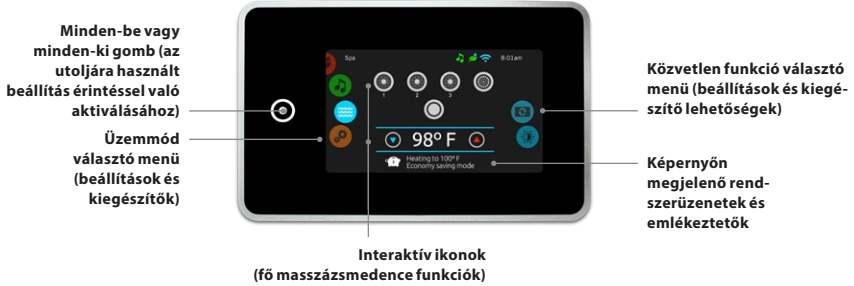 Minden-be vagy
minden-ki gomb (az
utoljára használt
beállítás érintéssel való
aktiválásához)
Üzemmód
választó menü
(beállítások és
kiegészítők)
Spa
8:01am
1 2 3
98° F
Heating to 100° F
Economy saving mode
Közvetlen funkció választó
menü (beállítások és kiegé-
szítő lehetőségek)
Képernyőn
megjelenő rend-
szerüzenetek és
emlékeztetők
Interaktív ikonok
(fő masszázsmedence funkciók)